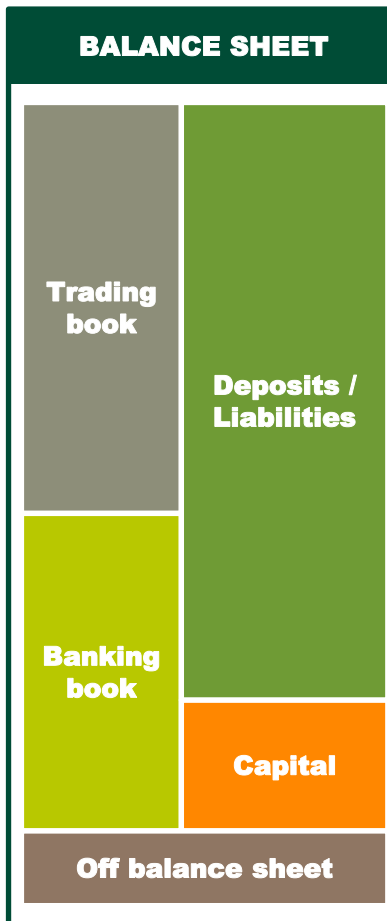 BALANCE SHEET
Trading
book
Deposits /
Liabilities
Banking
book
Capital
Off balance sheet